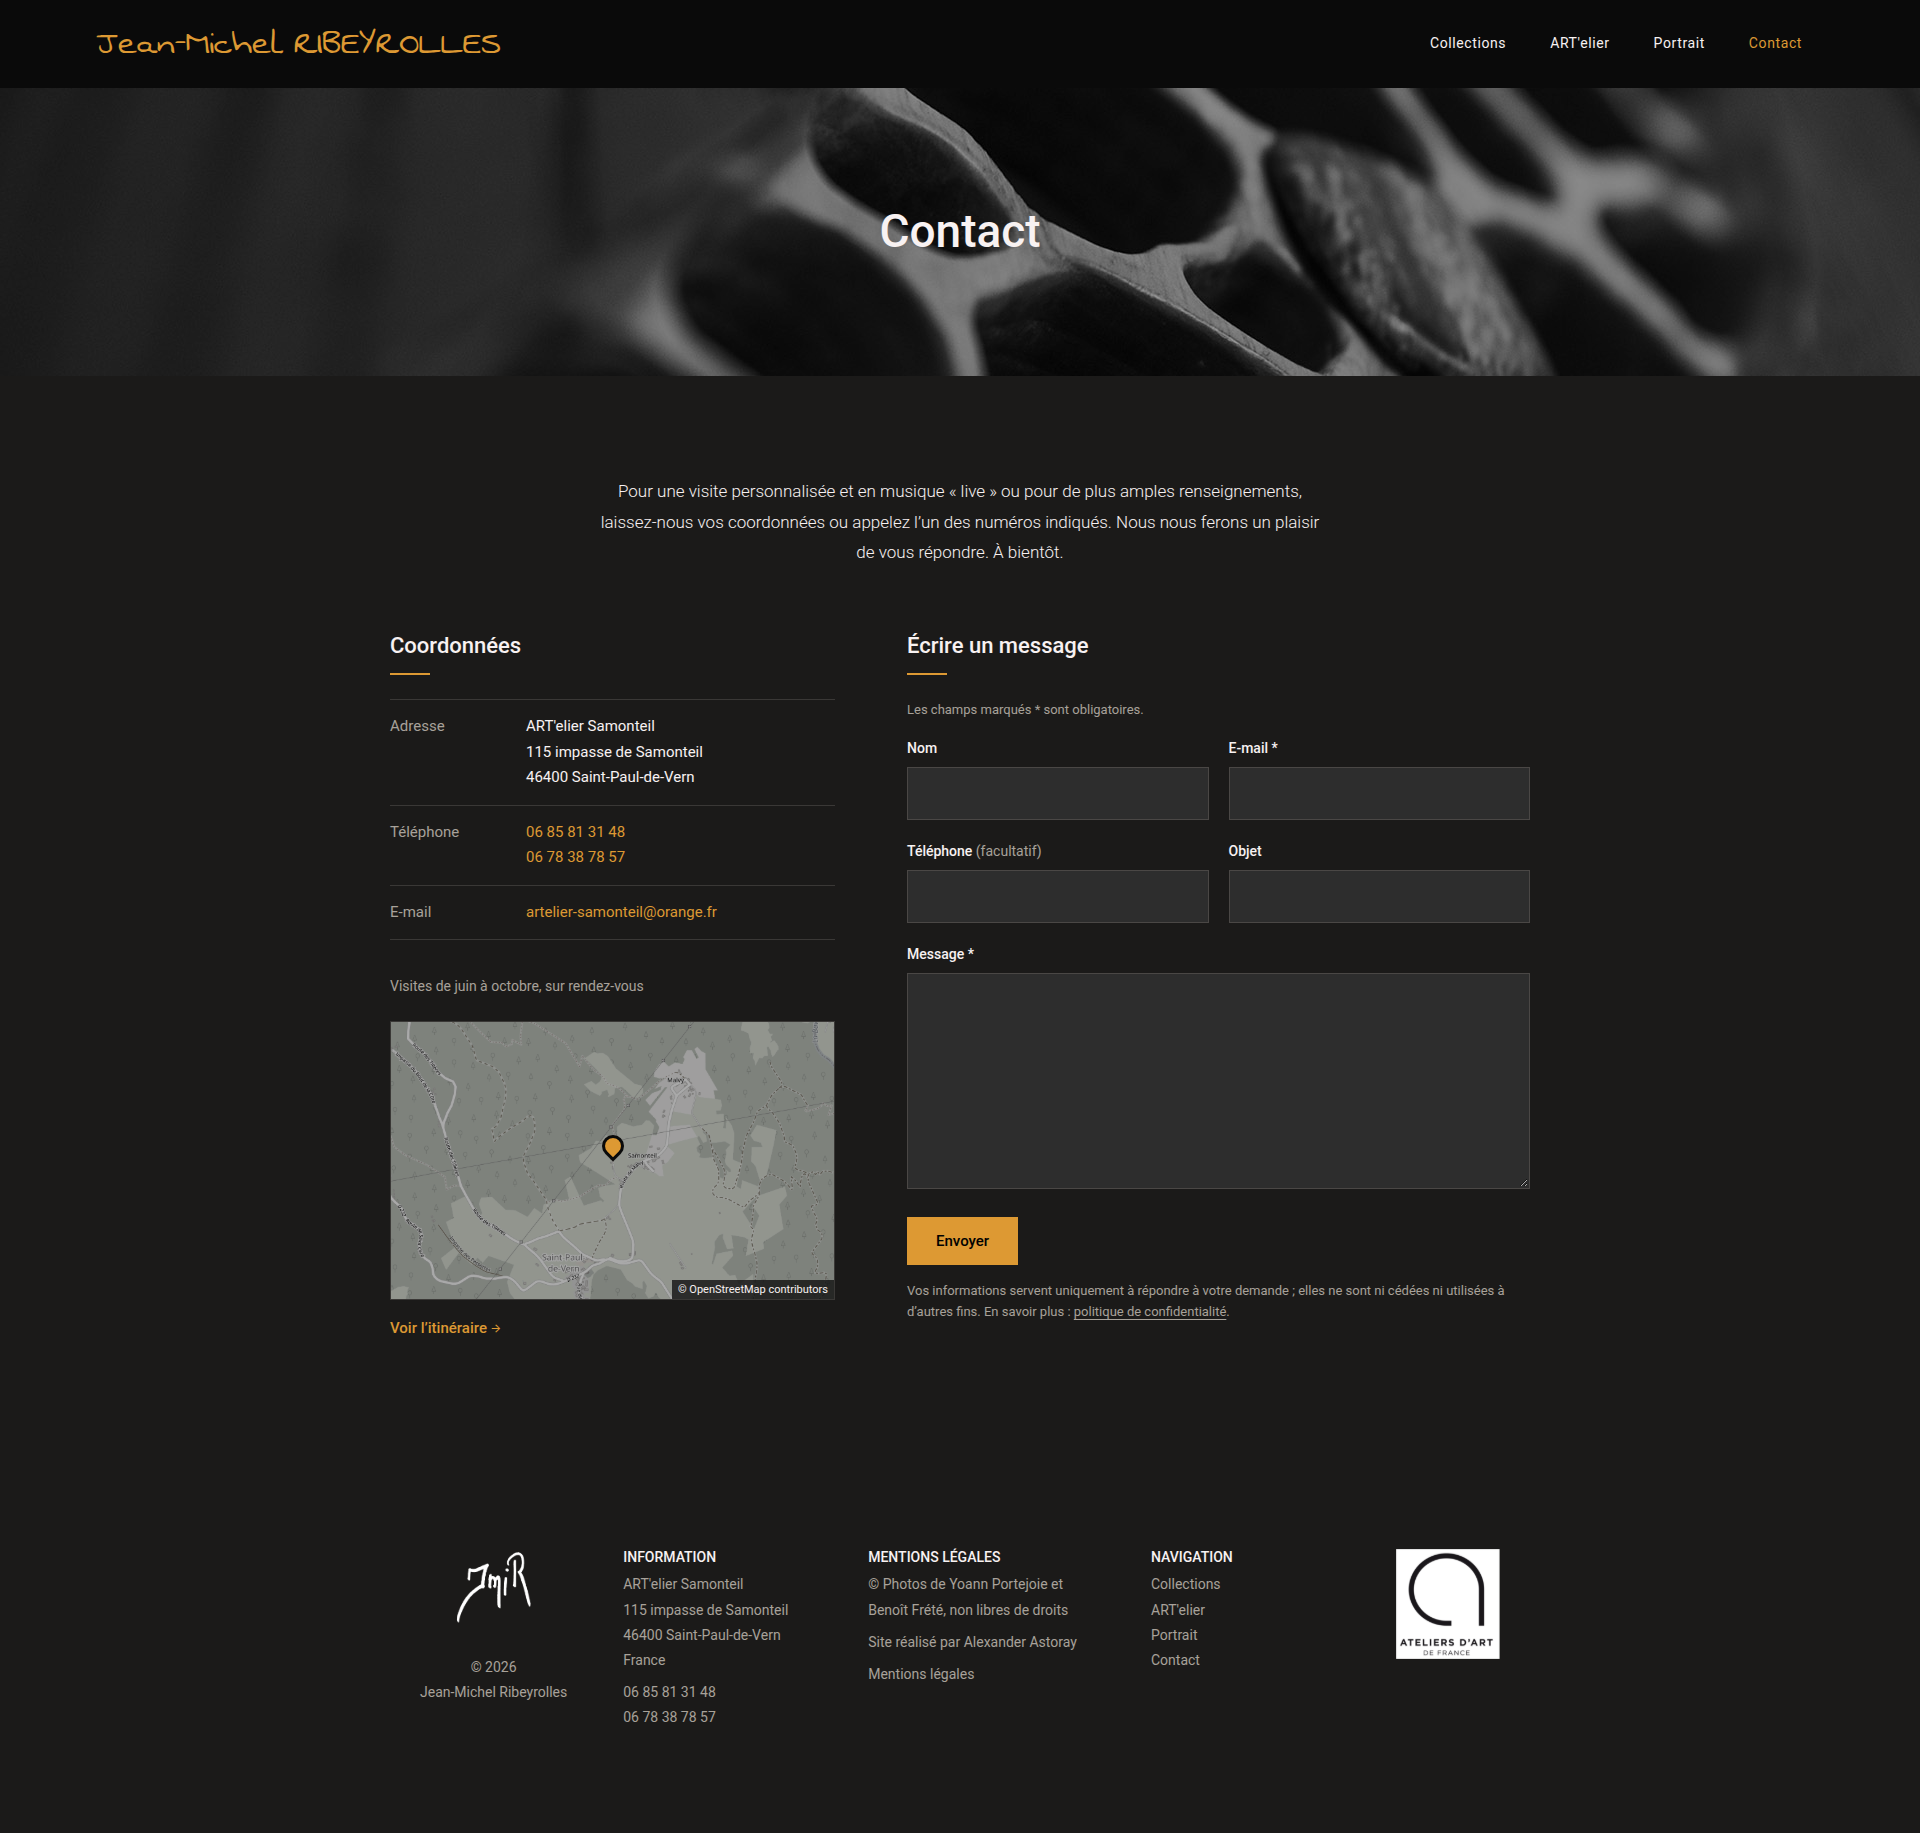 Jean-Michel RIBEYROLLES
Collections
ART'elier
Portrait
Contact
Contact
Pour une visite personnalisée et en musique « live » ou pour de plus amples renseignements,
laissez-nous vos coordonnées ou appelez l’un des numéros indiqués. Nous nous ferons un plaisir
de vous répondre. À bientôt.
Coordonnées
Adresse
ART'elier Samonteil
115 impasse de Samonteil
46400 Saint-Paul-de-Vern
Téléphone
06 85 81 31 48
06 78 38 78 57
E-mail
artelier-samonteil@orange.fr
Visites de juin à octobre, sur rendez-vous
Samonteil
Saint-Paul-
de-Vern
© OpenStreetMap contributors
Voir l’itinéraire →
Écrire un message
Les champs marqués * sont obligatoires.
Nom
E-mail *
Téléphone (facultatif)
Objet
Message *
Envoyer
Vos informations servent uniquement à répondre à votre demande ; elles ne sont ni cédées ni utilisées à
d’autres fins. En savoir plus : politique de confidentialité.
JmiR
© 2026
Jean-Michel Ribeyrolles
INFORMATION
ART'elier Samonteil
115 impasse de Samonteil
46400 Saint-Paul-de-Vern
France
06 85 81 31 48
06 78 38 78 57
MENTIONS LÉGALES
© Photos de Yoann Portejoie et
Benoît Frété, non libres de droits
Site réalisé par Alexander Astoray
Mentions légales
NAVIGATION
Collections
ART'elier
Portrait
Contact
ATELIERS D'ART
DE FRANCE